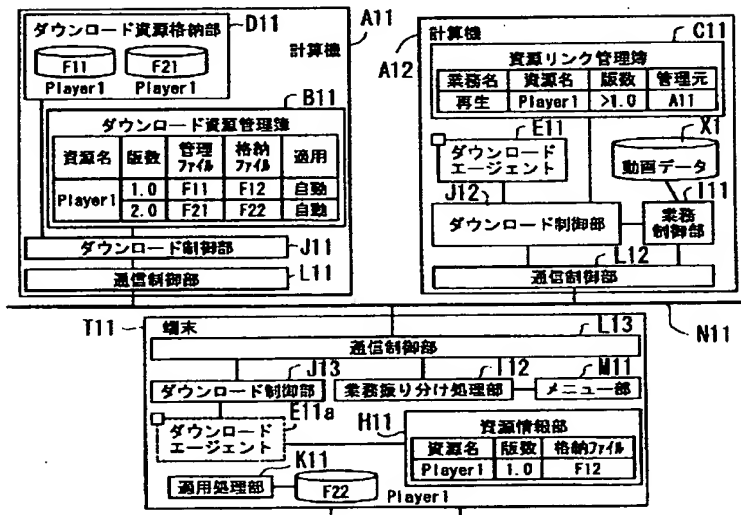 D11
ダウンロード資源格納部
F11 F21
Player1 Player1
計算機
A11
B11
ダウンロード資源管理簿
資源名 版数 管理ファイル 格納ファイル 適用
Player1 1.0 F11 F12 自動
2.0 F21 F22 自動
ダウンロード制御部
J11
通信制御部
L11
計算機
A12
C11
資源リンク管理簿
業務名 資源名 版数 管理元
再生 Player1 >1.0 A11
E11
ダウンロード
エージェント
X1
動画データ
J12
ダウンロード制御部
I11
業務
制御部
L12
通信制御部
N11
T11
端末
L13
通信制御部
J13
ダウンロード制御部
I12
業務振り分け処理部
M11
メニュー部
E11a
ダウンロード
エージェント
H11
資源情報部
資源名 版数 格納ファイル
Player1 1.0 F12
K11
適用処理部
F22
Player1